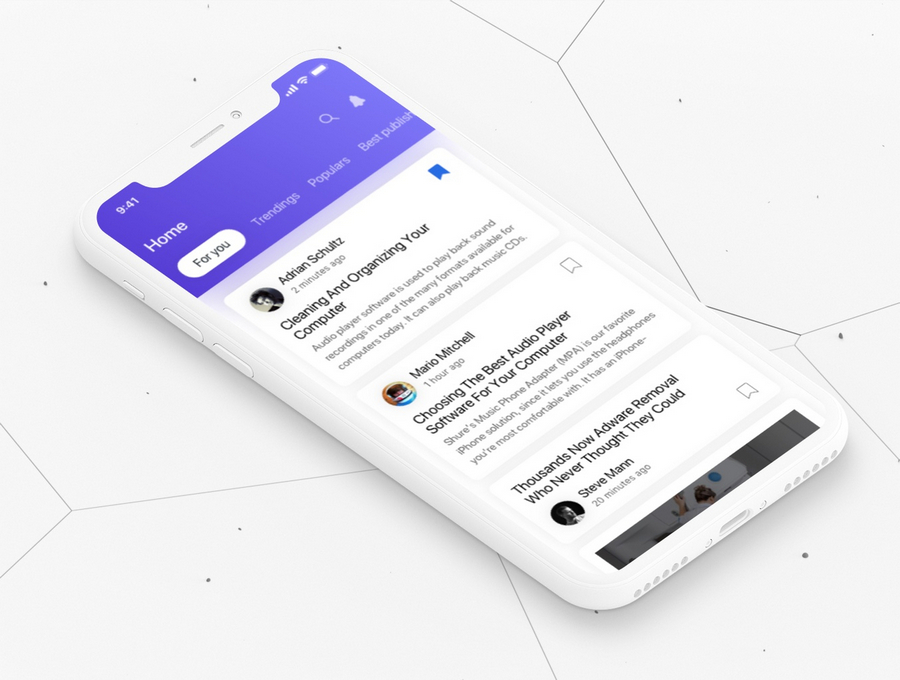 9:41
Home
For you Trendings Populars Best publish
Adrian Schultz
2 minutes ago
Cleaning And Organizing Your
Computer
Audio player software is used to play back sound
recordings in one of the many formats available for
computers today. It can also play back music CDs.
Mario Mitchell
1 hour ago
Choosing The Best Audio Player
Software For Your Computer
Shure's Music Phone Adapter (MPA) is our favorite
iPhone solution, since it lets you use the headphones
you're most comfortable with. It has an iPhone-
Thousands Now Adware Removal
Who Never Thought They Could
Steve Mann
20 minutes ago